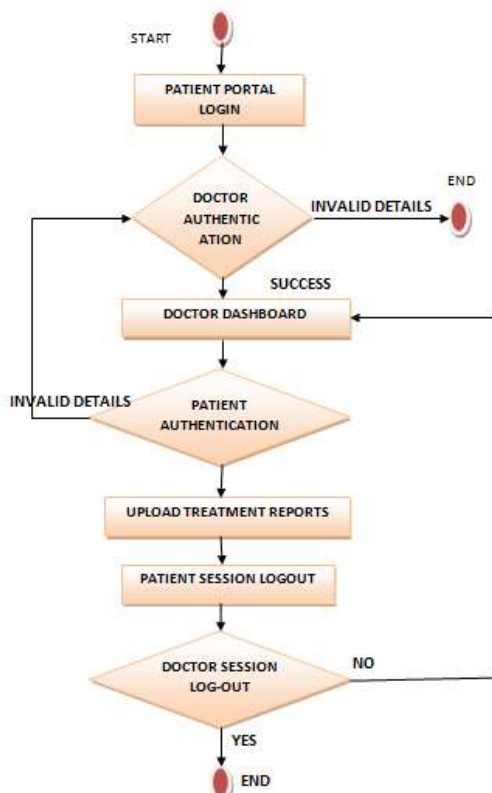 START
PATIENT PORTAL
LOGIN
END
DOCTOR
AUTHENTIC
ATION
INVALID DETAILS
SUCCESS
DOCTOR DASHBOARD
INVALID DETAILS
PATIENT
AUTHENTICATION
UPLOAD TREATMENT REPORTS
PATIENT SESSION LOGOUT
DOCTOR SESSION
LOG-OUT
NO
YES
END